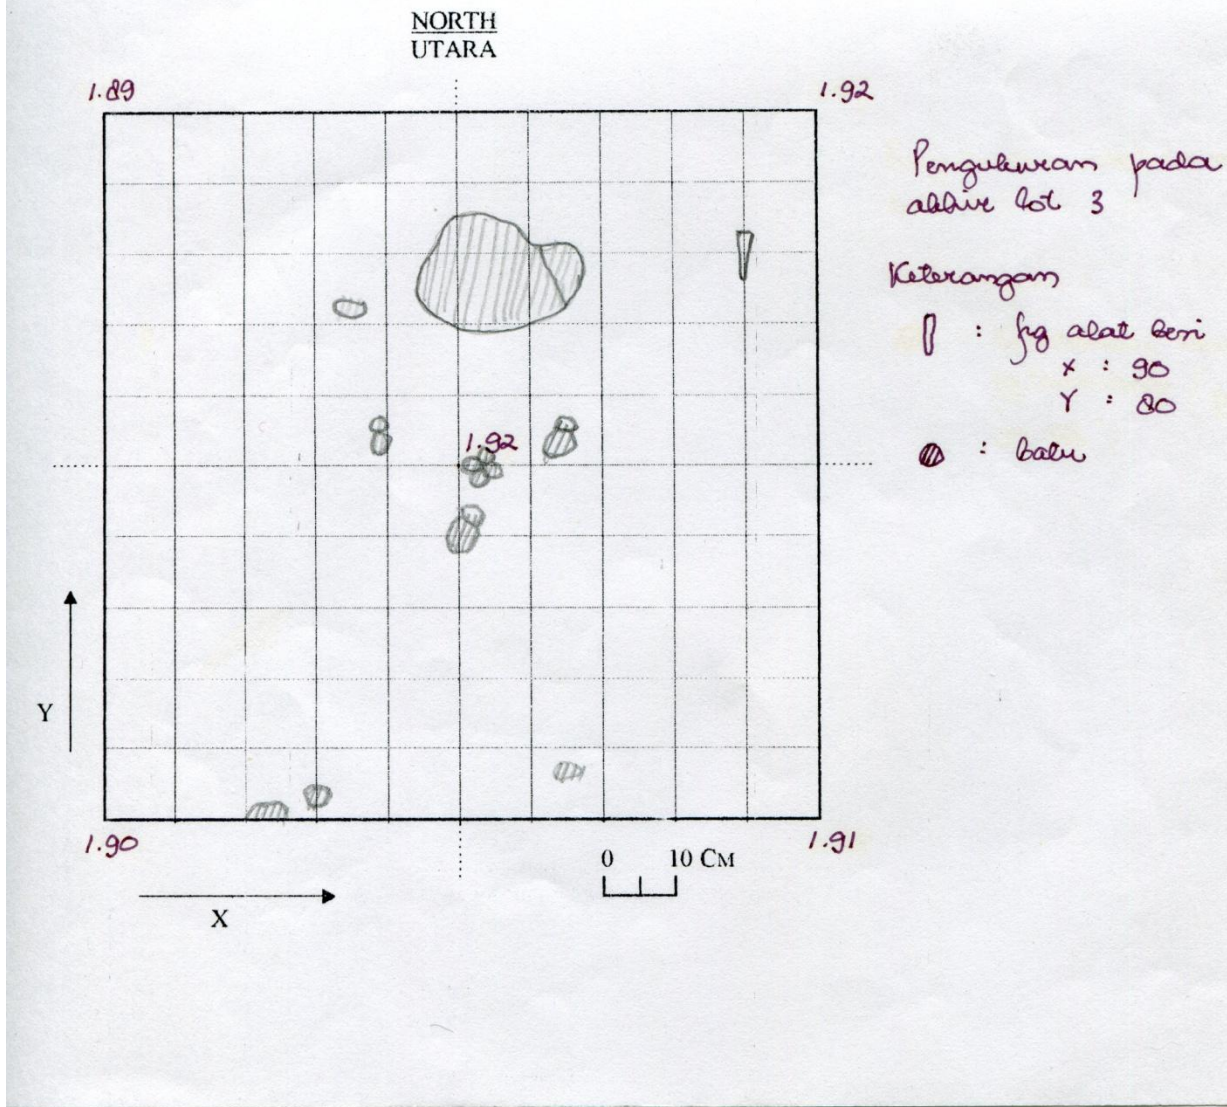 NORTH
UTARA
1.89
1.92
Pengukuran pada
akhir lot 3
Keterangan
: frg alat besi
X : 90
Y : 80
1.92
: batu
Y
1.90
1.91
0 10 CM
X